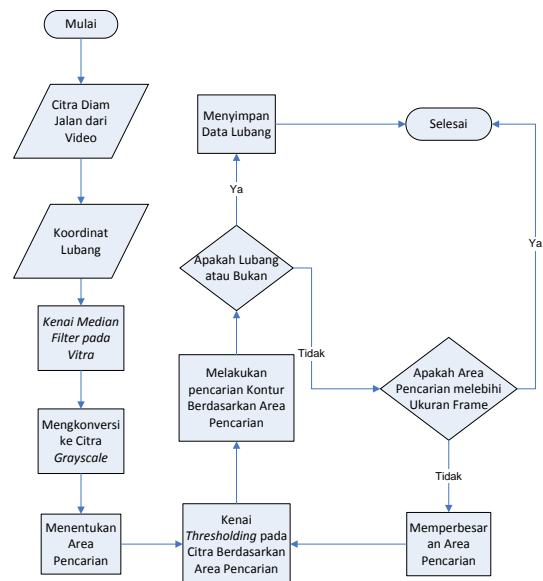 Mulai
Citra Diam
Jalan dari
Video
Koordinat
Lubang
Kenai Median
Filter pada
Vitra
Mengkonversi
ke Citra
Grayscale
Menentukan
Area
Pencarian
Kenai
Thresholding pada
Citra Berdasarkan
Area Pencarian
Melakukan
pencarian Kontur
Berdasarkan Area
Pencarian
Apakah Lubang
atau Bukan
Ya
Menyimpan
Data Lubang
Selesai
Tidak
Apakah Area
Pencarian melebihi
Ukuran Frame
Ya
Tidak
Memperbesar
an Area
Pencarian